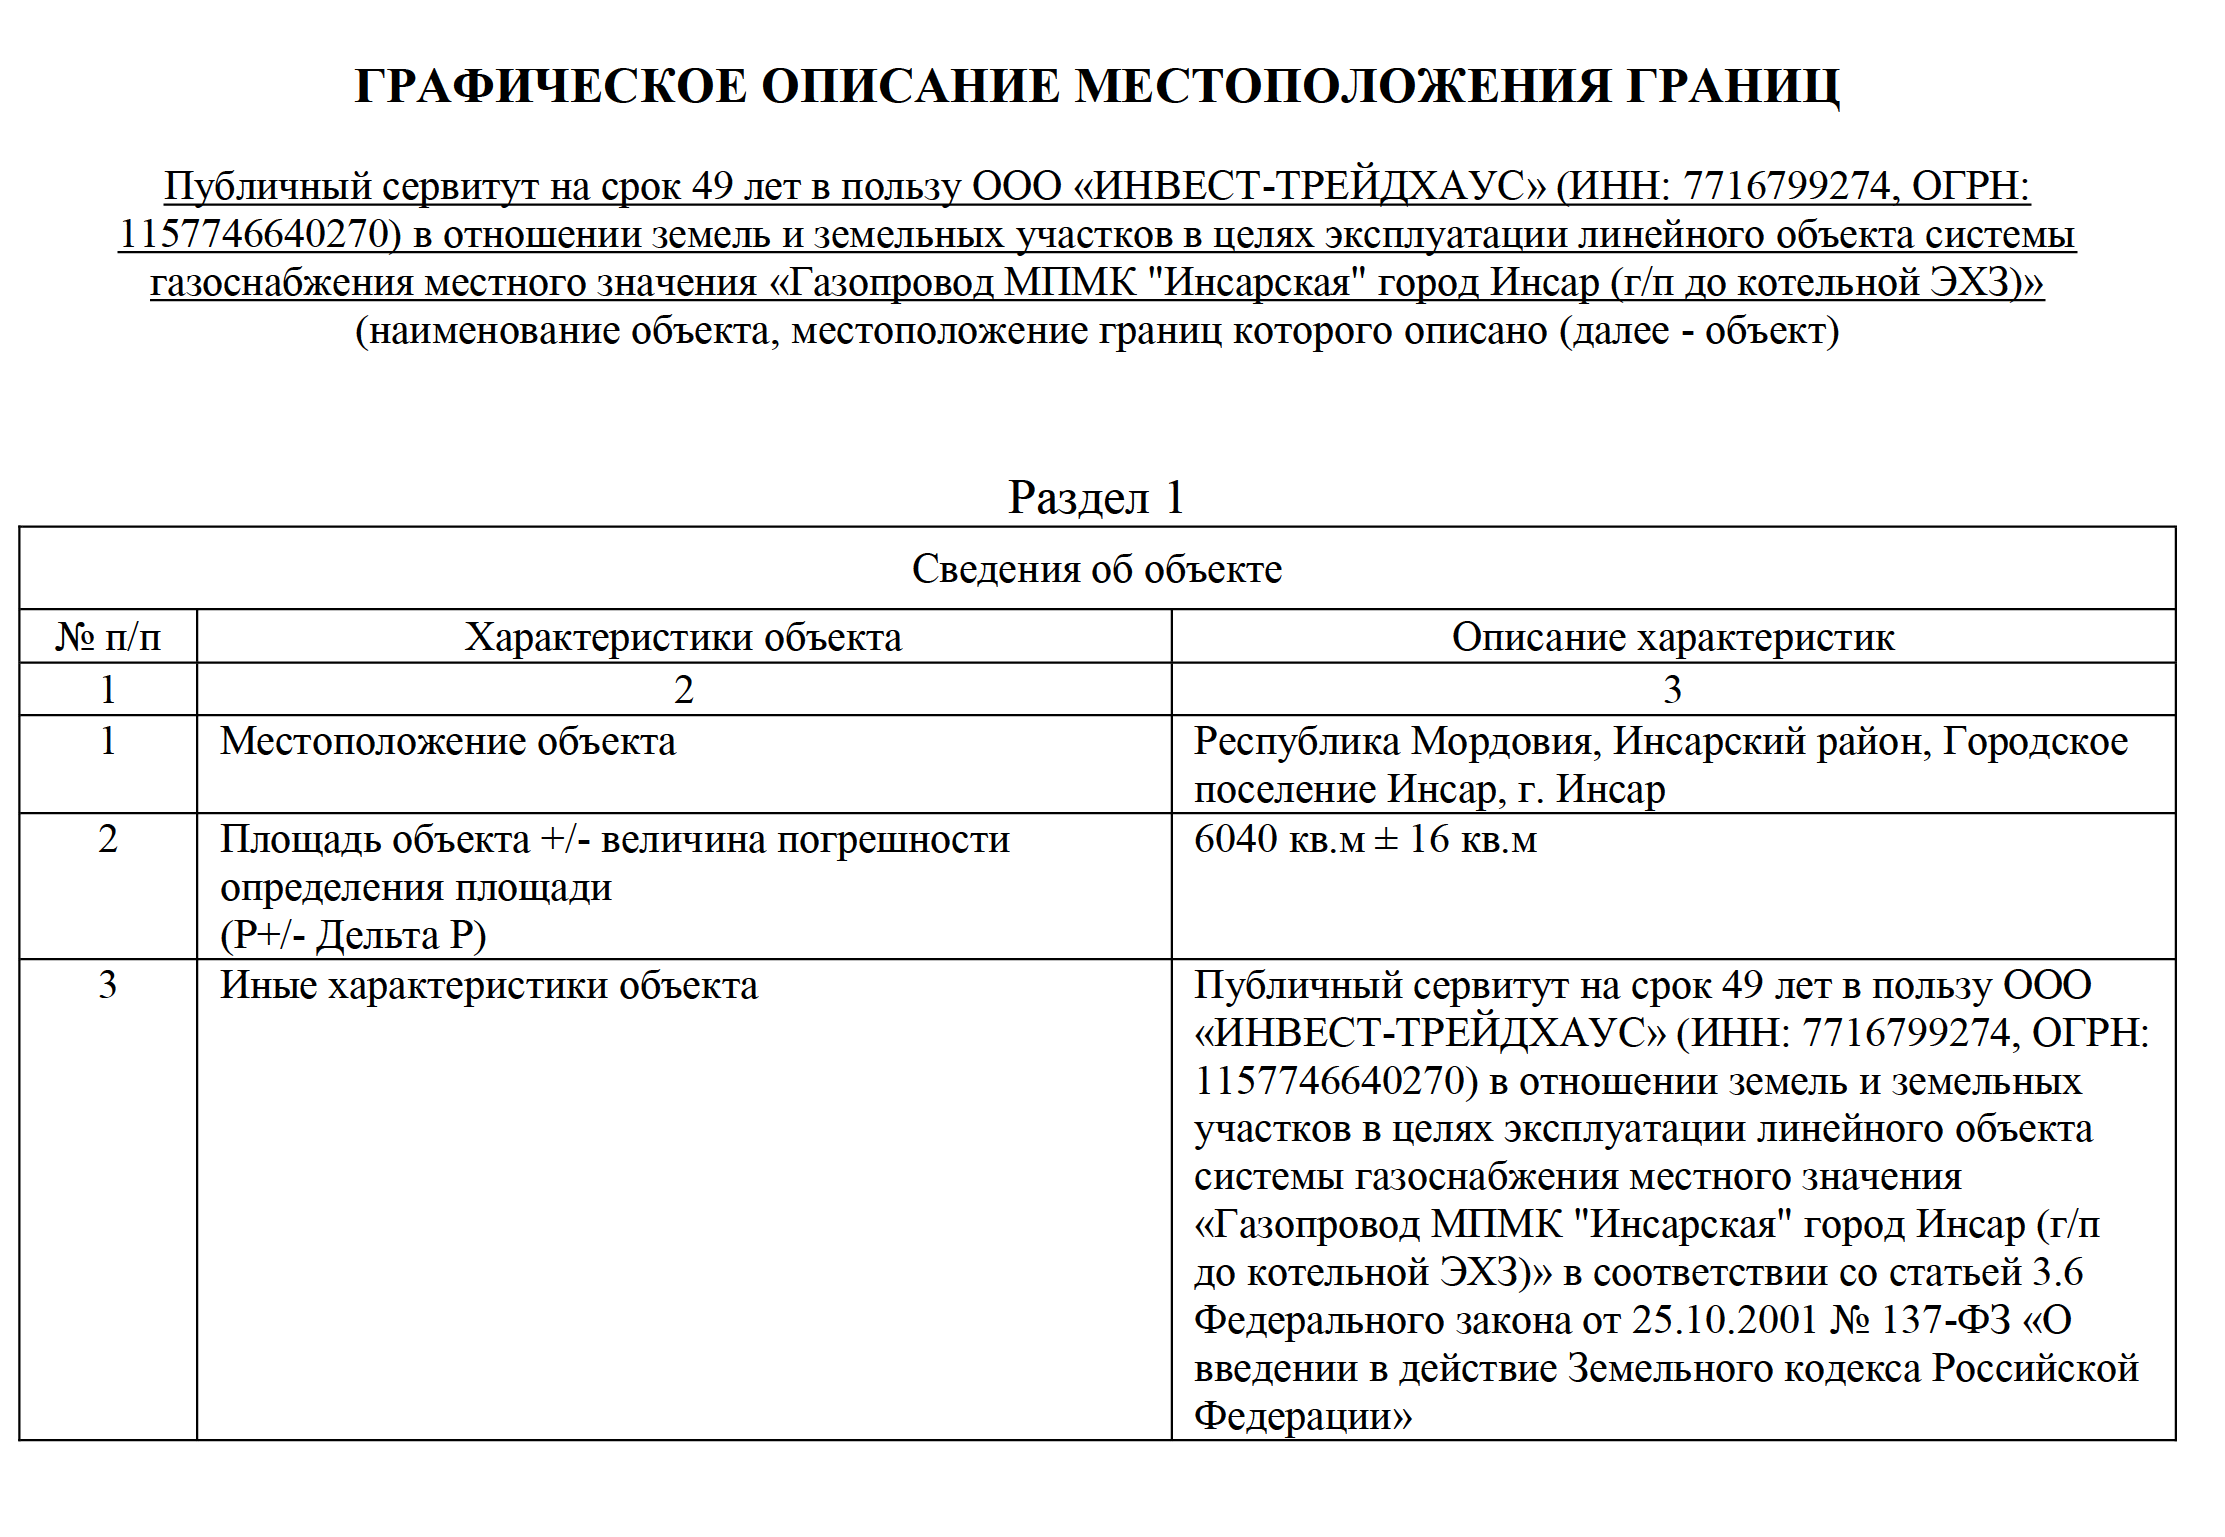 ГРАФИЧЕСКОЕ ОПИСАНИЕ МЕСТОПОЛОЖЕНИЯ ГРАНИЦ
Публичный сервитут на срок 49 лет в пользу ООО «ИНВЕСТ-ТРЕЙДХАУС» (ИНН: 7716799274, ОГРН:
1157746640270) в отношении земель и земельных участков в целях эксплуатации линейного объекта системы
газоснабжения местного значения «Газопровод МПМК "Инсарская" город Инсар (г/п до котельной ЭХЗ)»
(наименование объекта, местоположение границ которого описано (далее - объект)
Раздел 1
Сведения об объекте
№ п/п Характеристики объекта Описание характеристик
1 2 3
1 Местоположение объекта Республика Мордовия, Инсарский район, Городское
поселение Инсар, г. Инсар
2 Площадь объекта +/- величина погрешности 6040 кв.м ± 16 кв.м
определения площади
(Р+/- Дельта Р)
3 Иные характеристики объекта Публичный сервитут на срок 49 лет в пользу ООО
«ИНВЕСТ-ТРЕЙДХАУС» (ИНН: 7716799274, ОГРН:
1157746640270) в отношении земель и земельных
участков в целях эксплуатации линейного объекта
системы газоснабжения местного значения
«Газопровод МПМК "Инсарская" город Инсар (г/п
до котельной ЭХЗ)» в соответствии со статьей 3.6
Федерального закона от 25.10.2001 № 137-ФЗ «О
введении в действие Земельного кодекса Российской
Федерации»